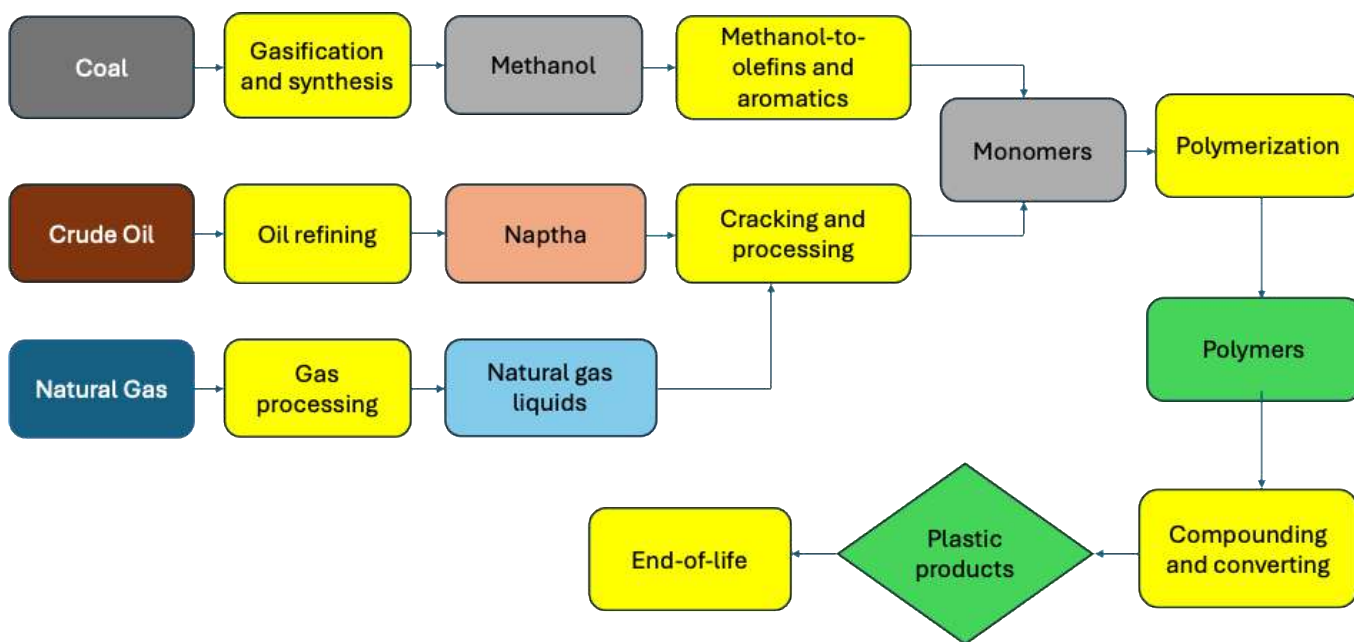 Coal
Gasification
and synthesis
Methanol
Methanol-to-
olefins and
aromatics
Monomers
Polymerization
Crude Oil
Oil refining
Naptha
Cracking and
processing
Natural Gas
Gas
processing
Natural gas
liquids
Polymers
End-of-life
Plastic
products
Compounding
and converting